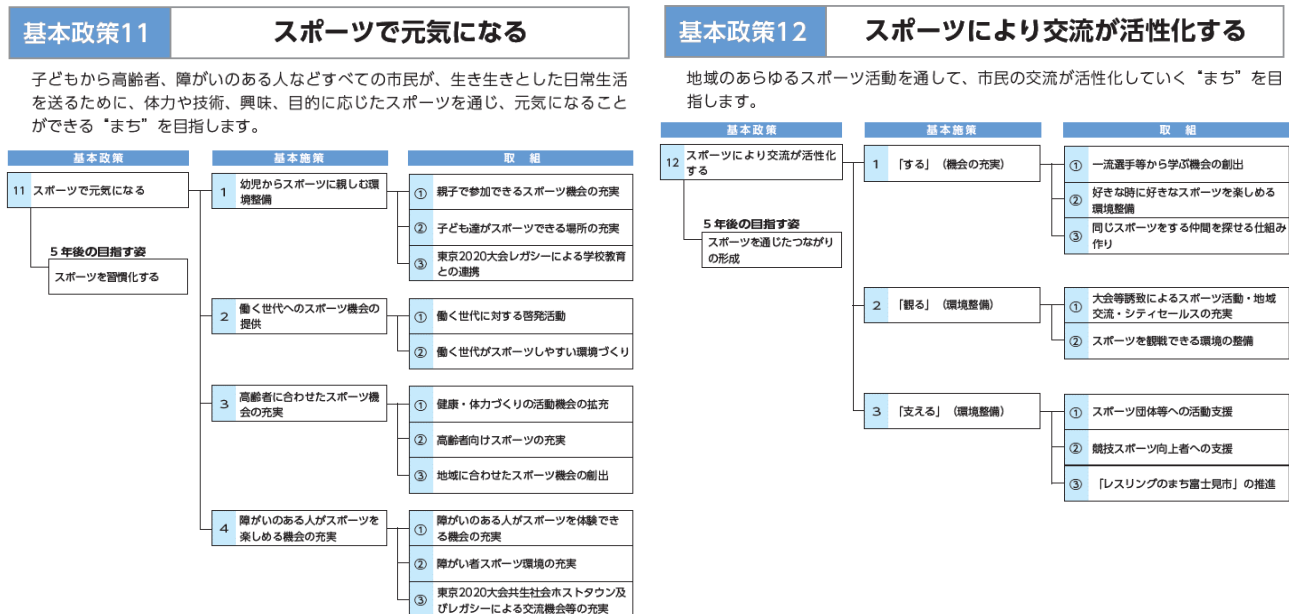 基本政策11
スポーツで元気になる
子どもから高齢者、障がいのある人などすべての市民が、生き生きとした日常生活
を送るために、体力や技術、興味、目的に応じたスポーツを通じ、元気になること
ができる“まち”を目指します。
基本政策
基本施策
取 組
11 スポーツで元気になる
5年後の目指す姿
スポーツを習慣化する
1 幼児からスポーツに親しむ環
境整備
① 親子で参加できるスポーツ機会の充実
② 子ども達がスポーツできる場所の充実
③ 東京2020大会レガシーによる学校教育
との連携
2 働く世代へのスポーツ機会の
提供
① 働く世代に対する啓発活動
② 働く世代がスポーツしやすい環境づくり
3 高齢者に合わせたスポーツ機
会の充実
① 健康・体力づくりの活動機会の拡充
② 高齢者向けスポーツの充実
③ 地域に合わせたスポーツ機会の創出
4 障がいのある人がスポーツを
楽しめる機会の充実
① 障がいのある人がスポーツを体験でき
る機会の充実
② 障がい者スポーツ環境の充実
③ 東京2020大会共生社会ホストタウン及
びレガシーによる交流機会等の充実
基本政策12
スポーツにより交流が活性化する
地域のあらゆるスポーツ活動を通して、市民の交流が活性化していく“まち”を目
指します。
基本政策
基本施策
取 組
12 スポーツにより交流が活性化
する
5年後の目指す姿
スポーツを通じたつながり
の形成
1 「する」（機会の充実）
① 一流選手等から学ぶ機会の創出
② 好きな時に好きなスポーツを楽しめる
環境整備
③ 同じスポーツをする仲間を探せる仕組み
作り
2 「観る」（環境整備）
① 大会等誘致によるスポーツ活動・地域
交流・シティセールスの充実
② スポーツを観戦できる環境の整備
3 「支える」（環境整備）
① スポーツ団体等への活動支援
② 競技スポーツ向上者への支援
③ 「レスリングのまち富士見市」の推進